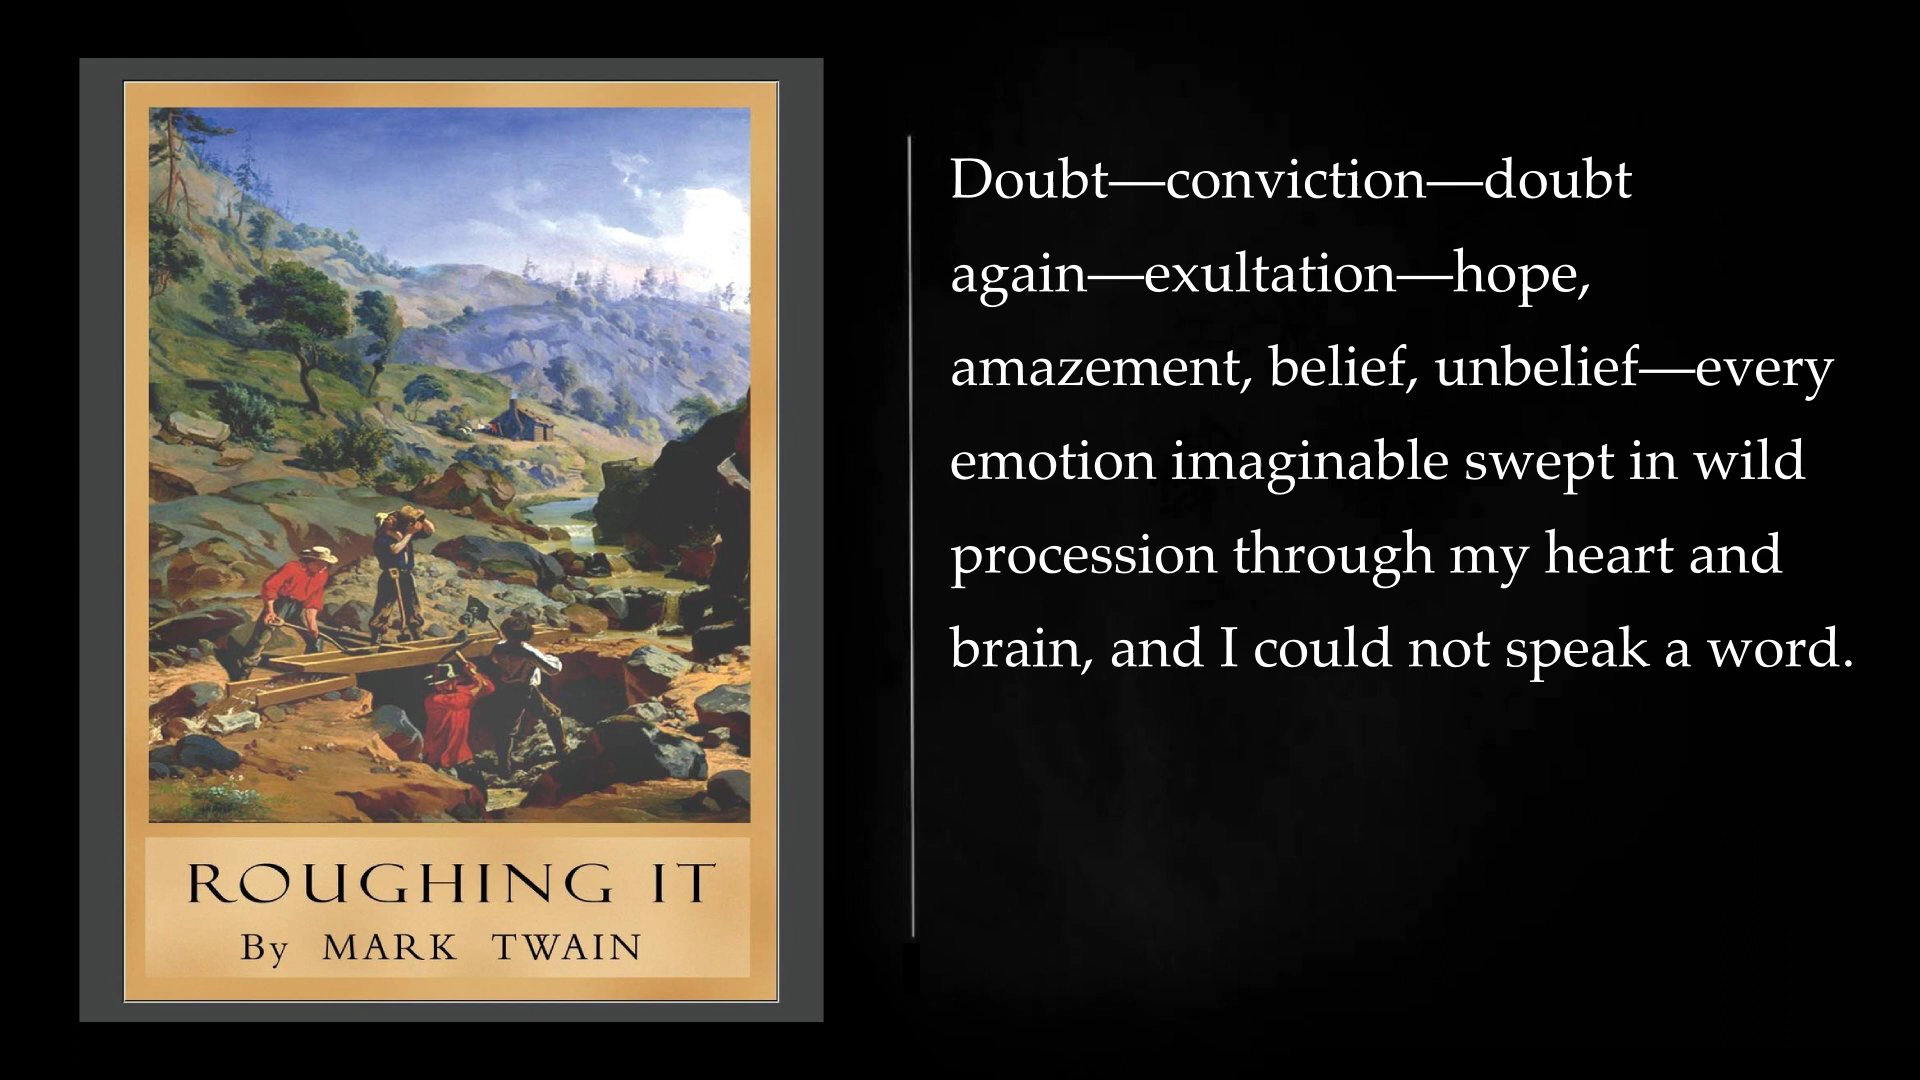 ROUGHING IT
By MARK TWAIN
Doubt—conviction—doubt
again—exultation—hope,
amazement, belief, unbelief—every
emotion imaginable swept in wild
procession through my heart and
brain, and I could not speak a word.